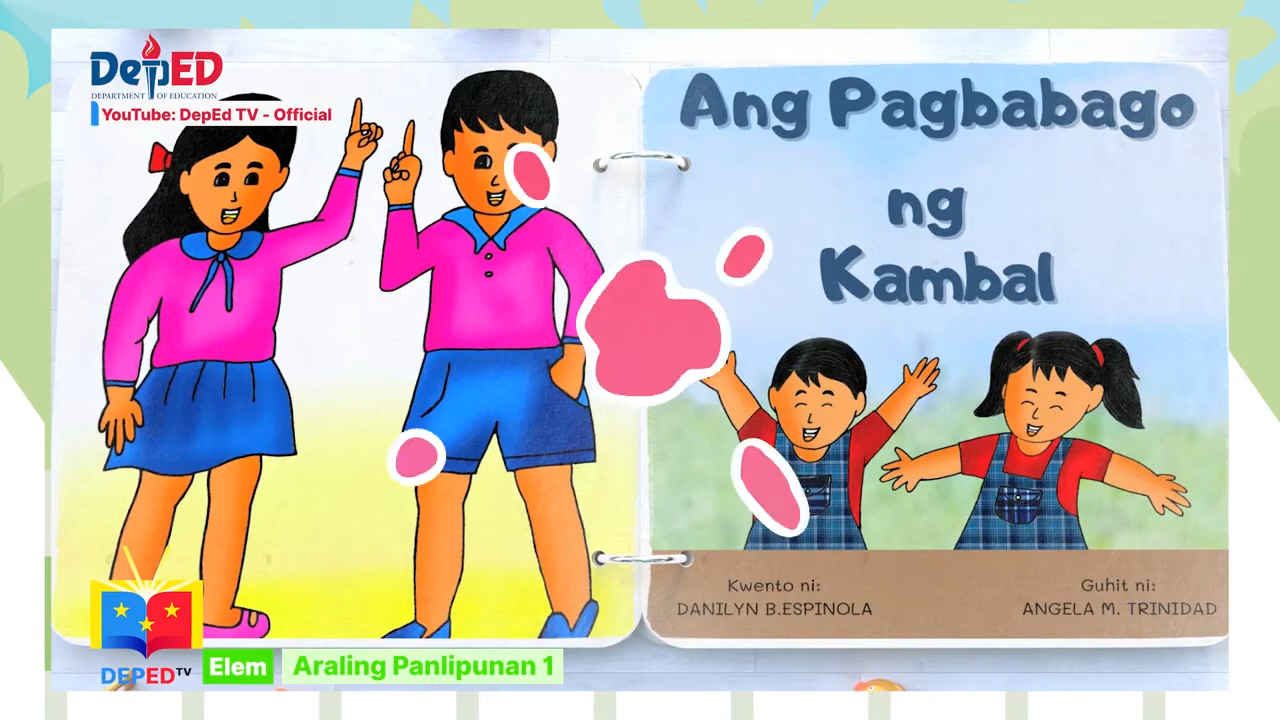 DepED
DEPARTMENT OF EDUCATION
YouTube: DepEd TV - Official
Ang Pagbabago
ng
Kambal
Kwento ni:
DANILYN B.ESPINOLA
Guhit ni:
ANGELA M. TRINIDAD
DEPED TV
Elem
Araling Panlipunan 1